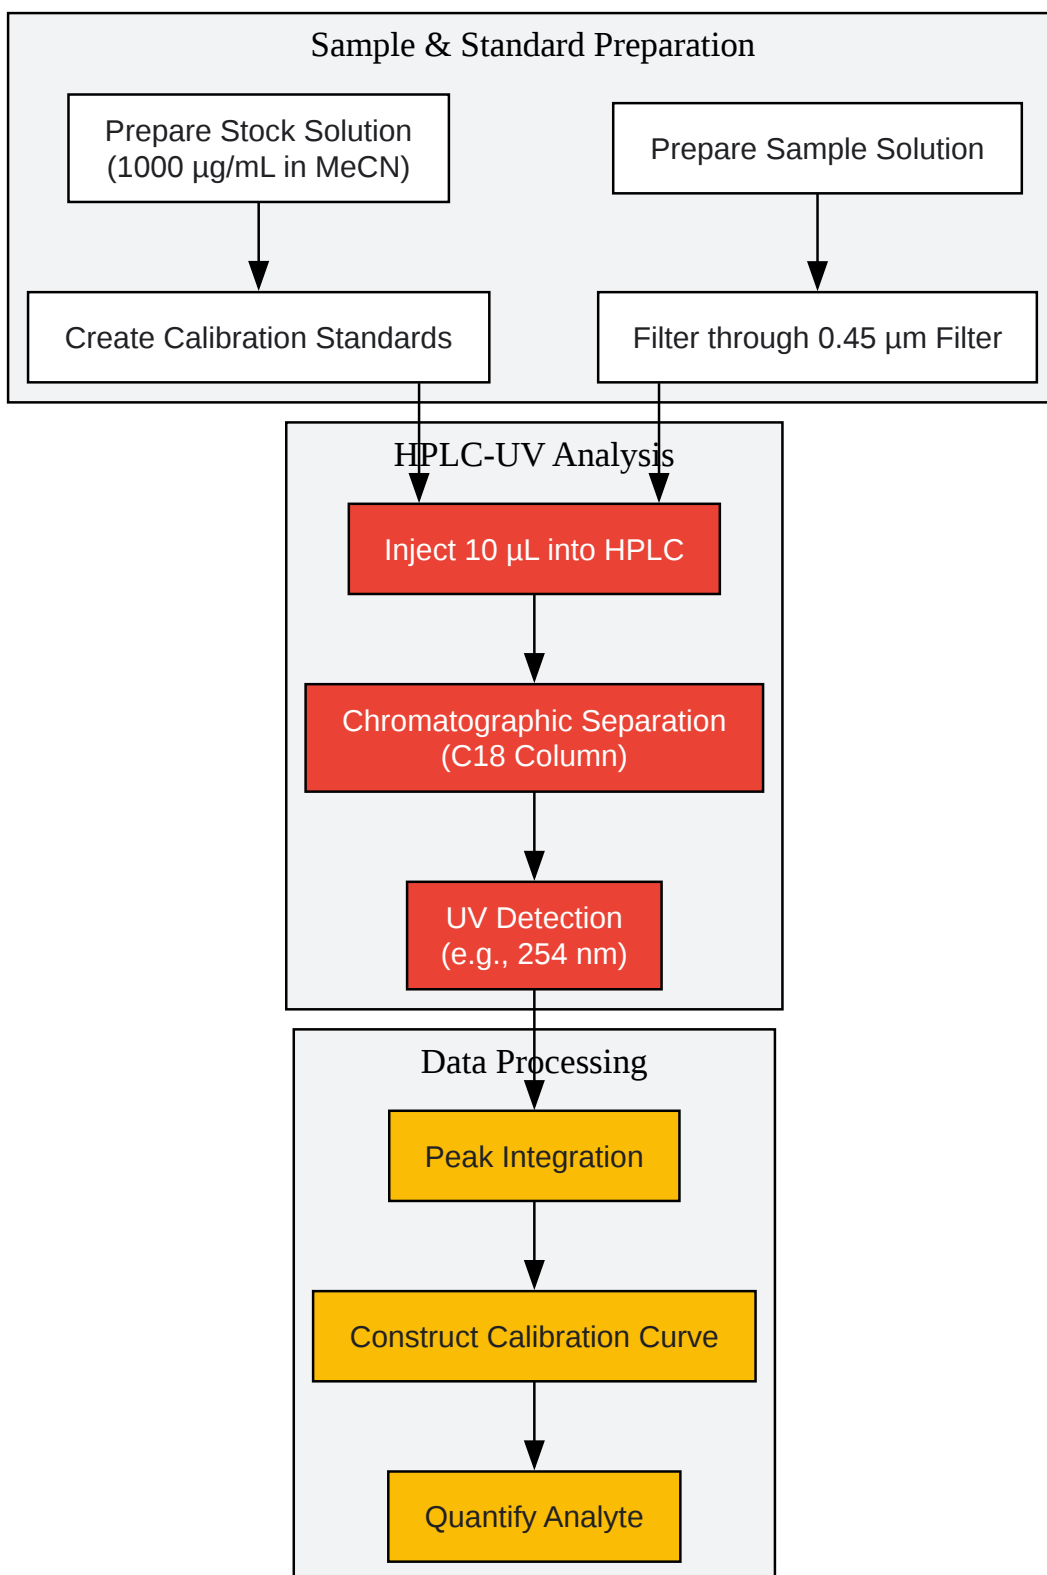 Sample & Standard Preparation
Prepare Stock Solution
(1000 µg/mL in MeCN)
Prepare Sample Solution
Create Calibration Standards
Filter through 0.45 µm Filter
HPLC-UV Analysis
Inject 10 µL into HPLC
Chromatographic Separation
(C18 Column)
UV Detection
(e.g., 254 nm)
Data Processing
Peak Integration
Construct Calibration Curve
Quantify Analyte